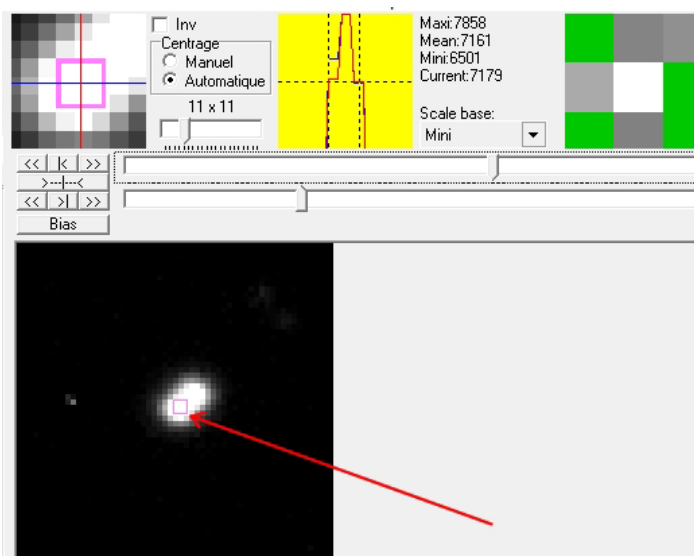 Inv
Centrage
Manuel
Automatique
11 x 11
Maxi:7858
Mean:7161
Mini:6501
Current:7179
Scale base:
Mini
<< |< >>
>---|---<
<< >| >>
Bias